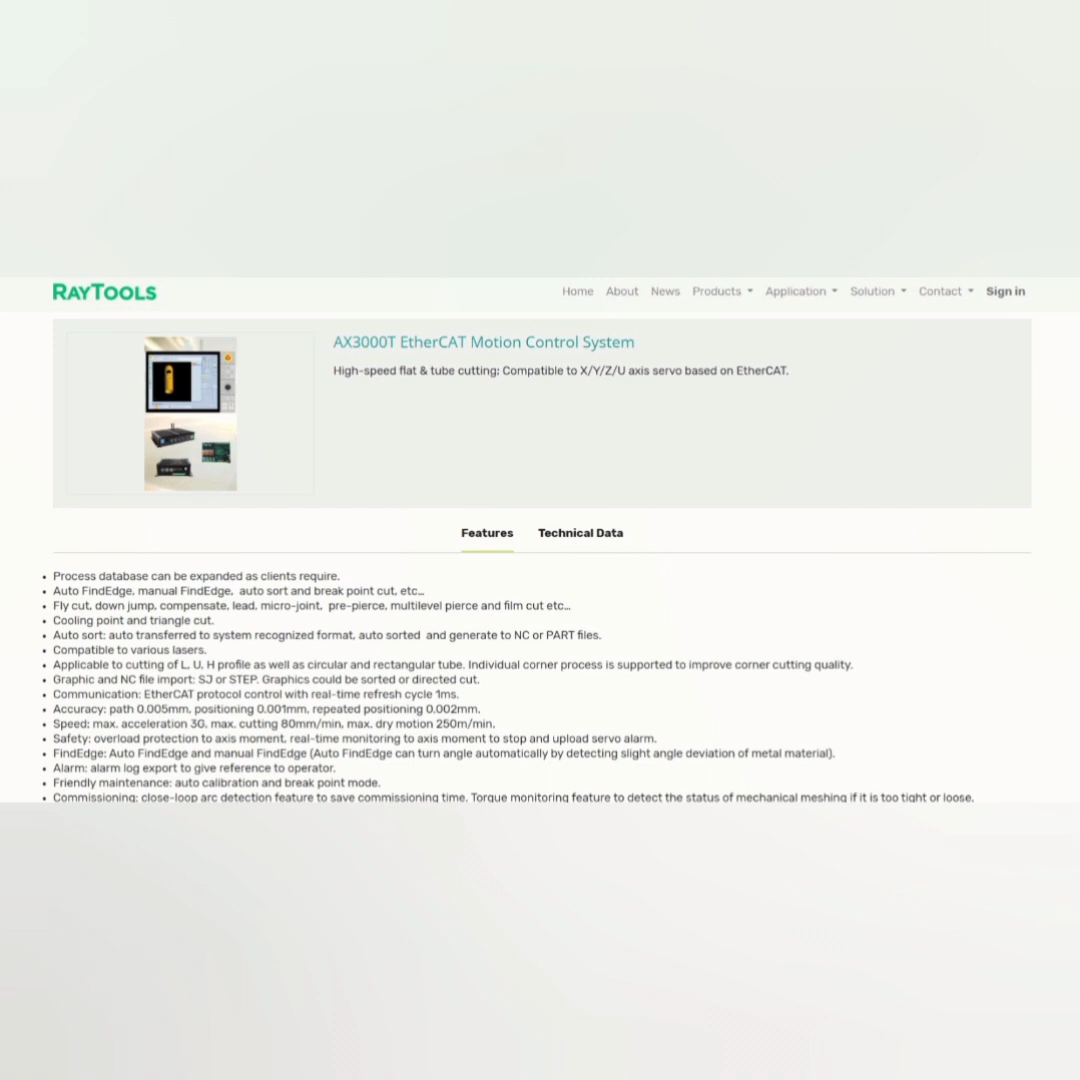 RAYTOOLS
Home About News Products Application Solution Contact Sign in
AX3000T EtherCAT Motion Control System
High-speed flat & tube cutting; Compatible to X/Y/Z/U axis servo based on EtherCAT.
Features Technical Data
• Process database can be expanded as clients require.
• Auto FindEdge, manual FindEdge, auto sort and break point cut, etc...
• Fly cut, down jump, compensate, lead, micro-joint, pre-pierce, multilevel pierce and film cut etc...
• Cooling point and triangle cut.
• Auto sort: auto transferred to system recognized format, auto sorted and generate to NC or PART files.
• Compatible to various lasers.
• Applicable to cutting of L, U, H profile as well as circular and rectangular tube. Individual corner process is supported to improve corner cutting quality.
• Graphic and NC file import: SJ or STEP. Graphics could be sorted or directed cut.
• Communication: EtherCAT protocol control with real-time refresh cycle 1ms.
• Accuracy: path 0.005mm, positioning 0.001mm, repeated positioning 0.002mm.
• Speed: max. acceleration 3G, max. cutting 80mm/min, max. dry motion 250m/min.
• Safety: overload protection to axis moment, real-time monitoring to axis moment to stop and upload servo alarm.
• FindEdge: Auto FindEdge and manual FindEdge (Auto FindEdge can turn angle automatically by detecting slight angle deviation of metal material).
• Alarm: alarm log export to give reference to operator.
• Friendly maintenance: auto calibration and break point mode.
• Commissioning: close-loop arc detection feature to save commissioning time. Torque monitoring feature to detect the status of mechanical meshing if it is too tight or loose.